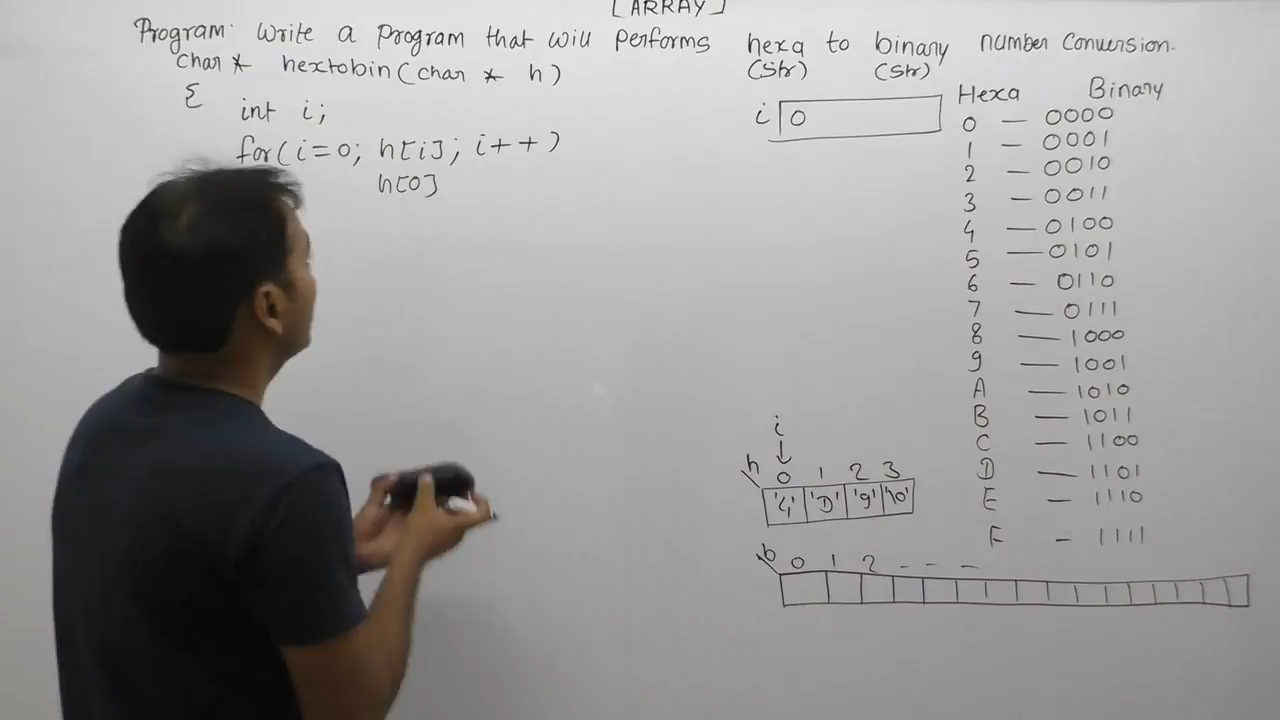 [ARRAY]
Program: Write a program that will performs hexa to binary number conversion.
(Str) (Str)
char * hextobin(char * h)
{ int i;
for(i=0; h[i]; i++)
h[0]
i 0
Hexa Binary
0 — 0000
1 — 0001
2 — 0010
3 — 0011
4 — 0100
5 — 0101
6 — 0110
7 — 0111
8 — 1000
9 — 1001
A — 1010
B — 1011
C — 1100
D — 1101
E — 1110
F - 1111
i
h 0 1 2 3
'4' 'D' '9' '\0'
b 0 1 2 - - -